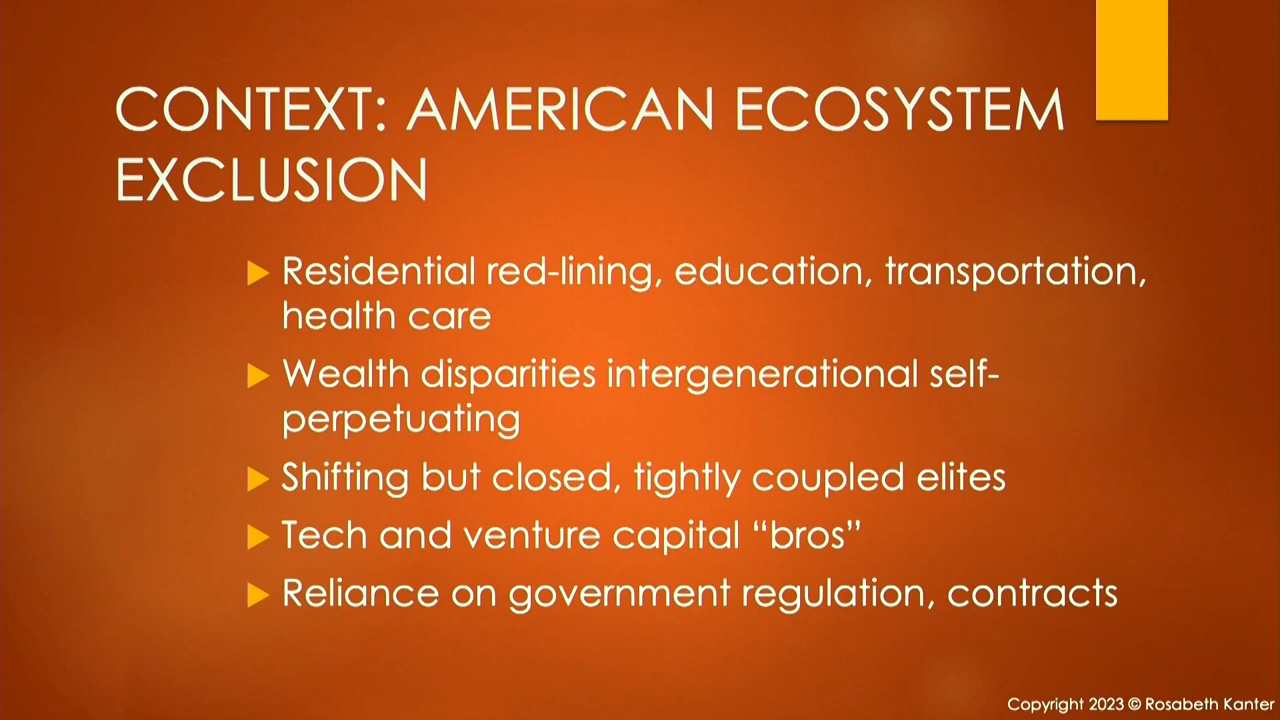 CONTEXT: AMERICAN ECOSYSTEM
EXCLUSION
Residential red-lining, education, transportation,
health care
Wealth disparities intergenerational self-
perpetuating
Shifting but closed, tightly coupled elites
Tech and venture capital “bros”
Reliance on government regulation, contracts
Copyright 2023 © Rosabeth Kanter